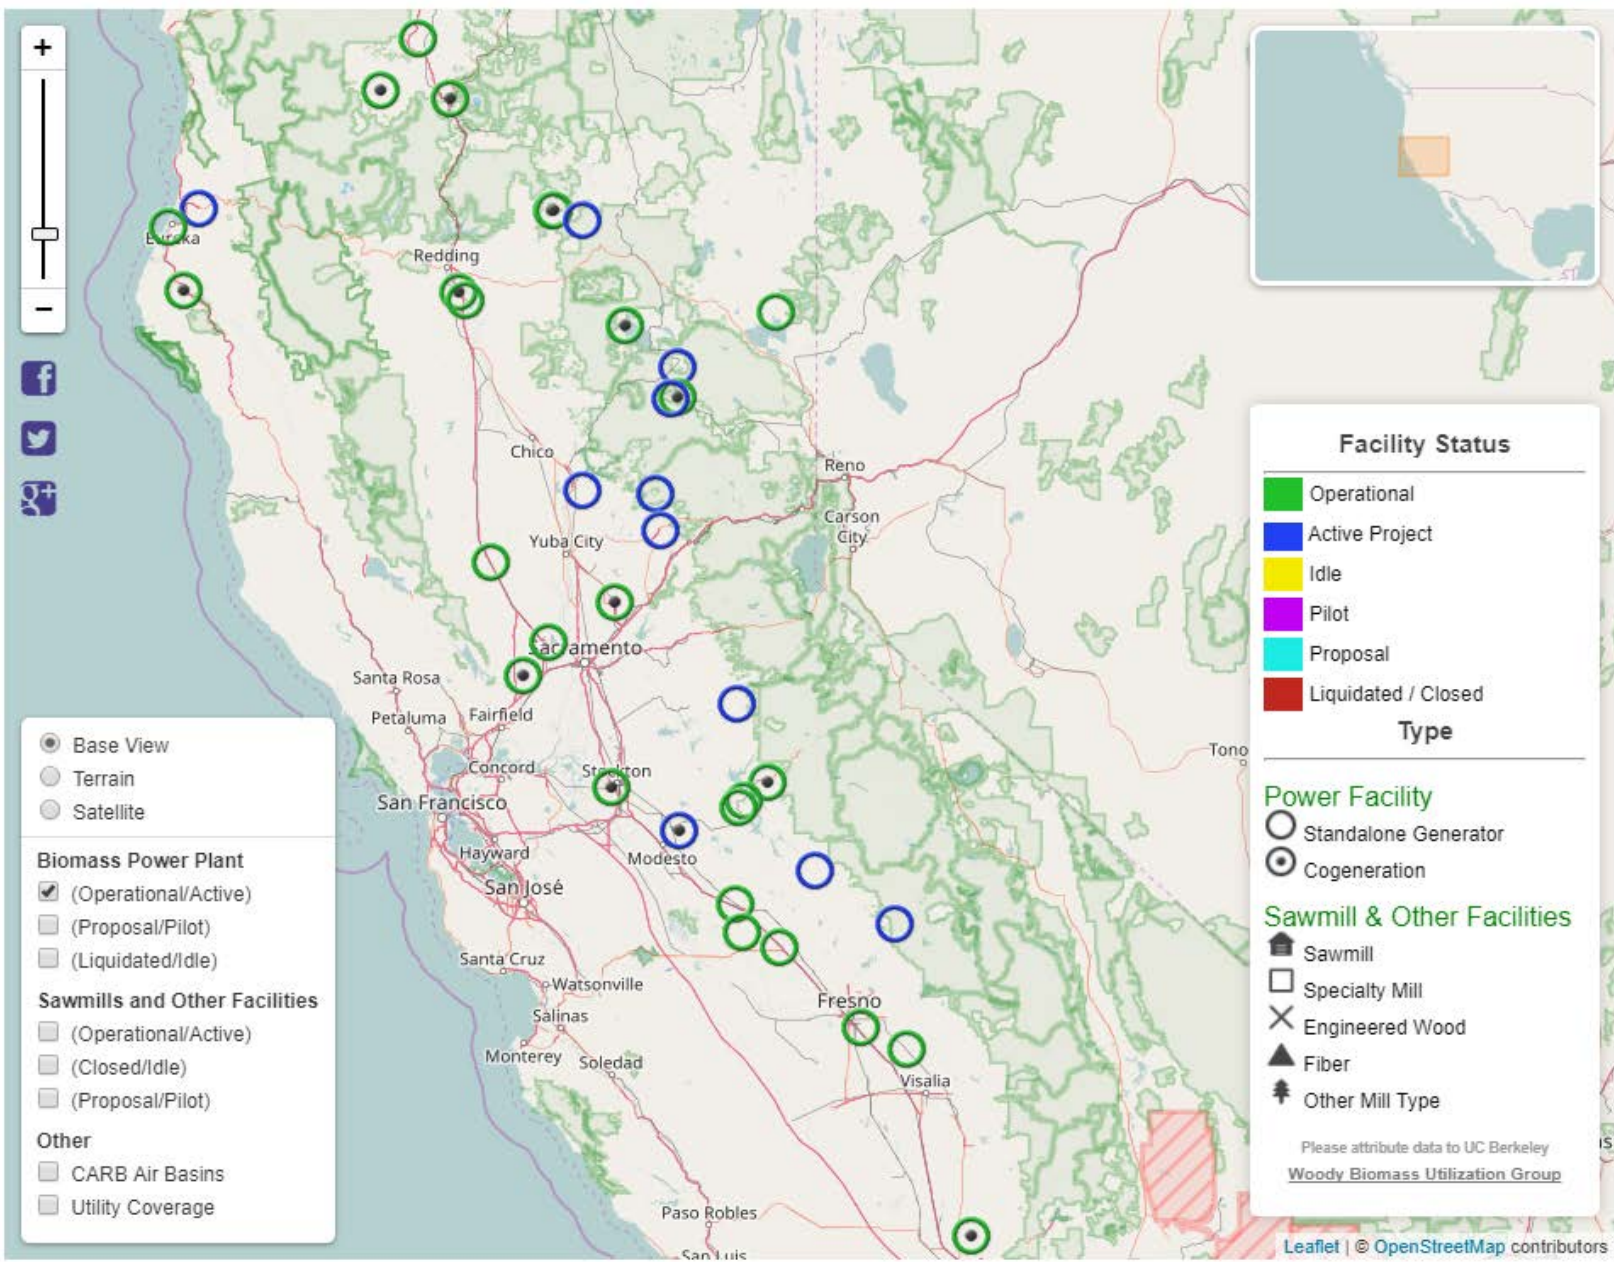 +
−
f
g+
Eureka
Redding
Chico
Reno
Carson
City
Yuba City
Sacramento
Santa Rosa
Petaluma
Fairfield
Concord
Stockton
San Francisco
Hayward
Modesto
San José
Santa Cruz
Watsonville
Salinas
Monterey
Soledad
Fresno
Visalia
Paso Robles
San Luis
Tono
Base View
Terrain
Satellite
Biomass Power Plant
(Operational/Active)
(Proposal/Pilot)
(Liquidated/Idle)
Sawmills and Other Facilities
(Operational/Active)
(Closed/Idle)
(Proposal/Pilot)
Other
CARB Air Basins
Utility Coverage
Facility Status
Operational
Active Project
Idle
Pilot
Proposal
Liquidated / Closed
Type
Power Facility
Standalone Generator
Cogeneration
Sawmill & Other Facilities
Sawmill
Specialty Mill
Engineered Wood
Fiber
Other Mill Type
Please attribute data to UC Berkeley
Woody Biomass Utilization Group
Leaflet | © OpenStreetMap contributors